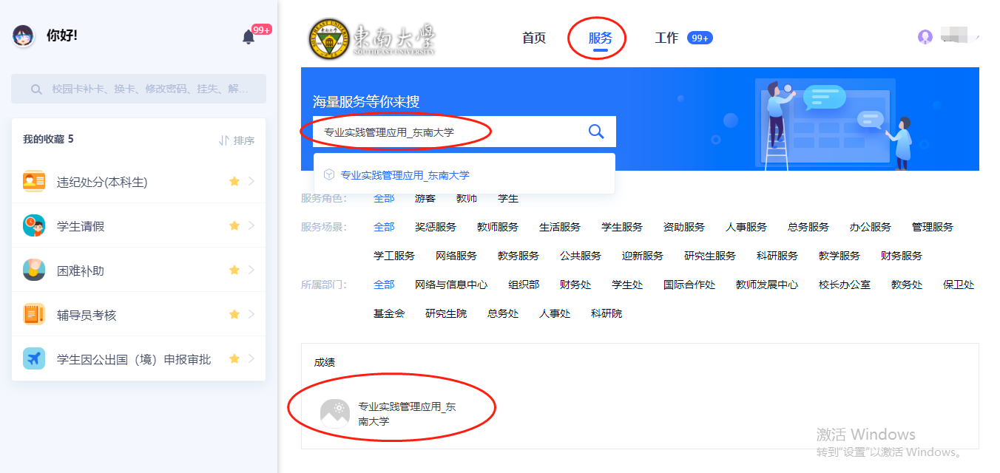 你好!
99+
校园卡补卡、换卡、修改密码、挂失、解...
我的收藏 5
排序
违纪处分(本科生)
学生请假
困难补助
辅导员考核
学生因公出国（境）申报审批
東南大學
SOUTHEAST UNIVERSITY
首页
服务
工作 99+
海量服务等你来搜
专业实践管理应用_东南大学
专业实践管理应用_东南大学
服务角色: 全部 游客 教师 学生
服务场景: 全部 奖惩服务 教师服务 生活服务 学生服务 资助服务 人事服务 总务服务 办公服务 管理服务
学工服务 网络服务 教务服务 公共服务 迎新服务 研究生服务 科研服务 教学服务 财务服务
所属部门: 全部 网络与信息中心 组织部 财务处 学生处 国际合作处 教师发展中心 校长办公室 教务处 保卫处
基金会 研究生院 总务处 人事处 科研院
成绩
专业实践管理应用_东
南大学
激活 Windows
转到"设置"以激活 Windows。